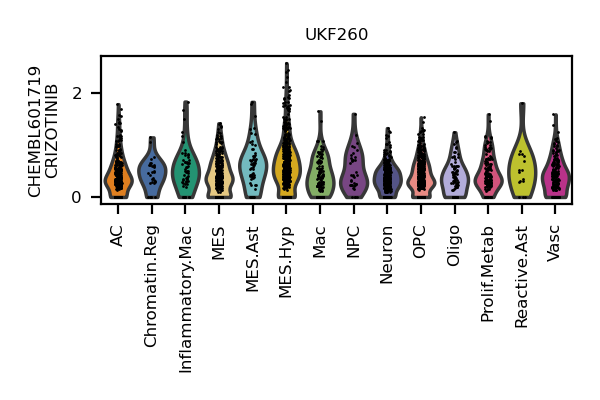 UKF260
CHEMBL601719
CRIZOTINIB
2
0
AC
Chromatin.Reg
Inflammatory.Mac
MES
MES.Ast
MES.Hyp
Mac
NPC
Neuron
OPC
Oligo
Prolif.Metab
Reactive.Ast
Vasc